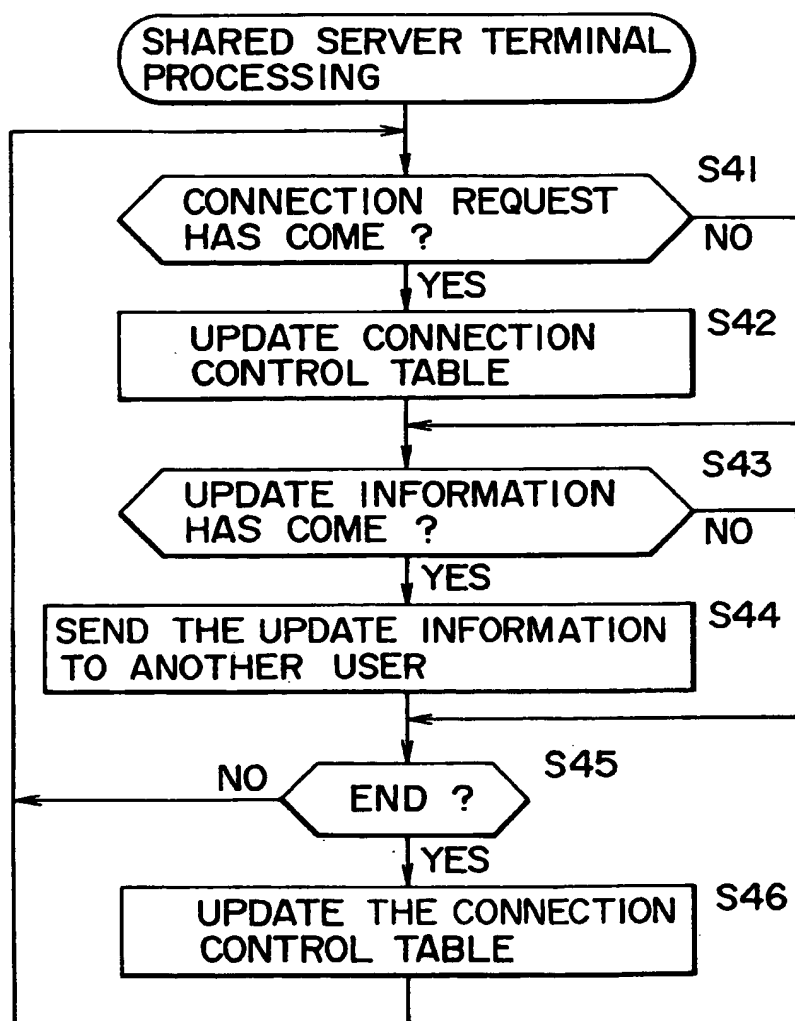 SHARED SERVER TERMINAL
PROCESSING
S41
CONNECTION REQUEST
HAS COME ?
NO
YES
S42
UPDATE CONNECTION
CONTROL TABLE
S43
UPDATE INFORMATION
HAS COME ?
NO
YES
S44
SEND THE UPDATE INFORMATION
TO ANOTHER USER
S45
NO
END ?
YES
S46
UPDATE THE CONNECTION
CONTROL TABLE